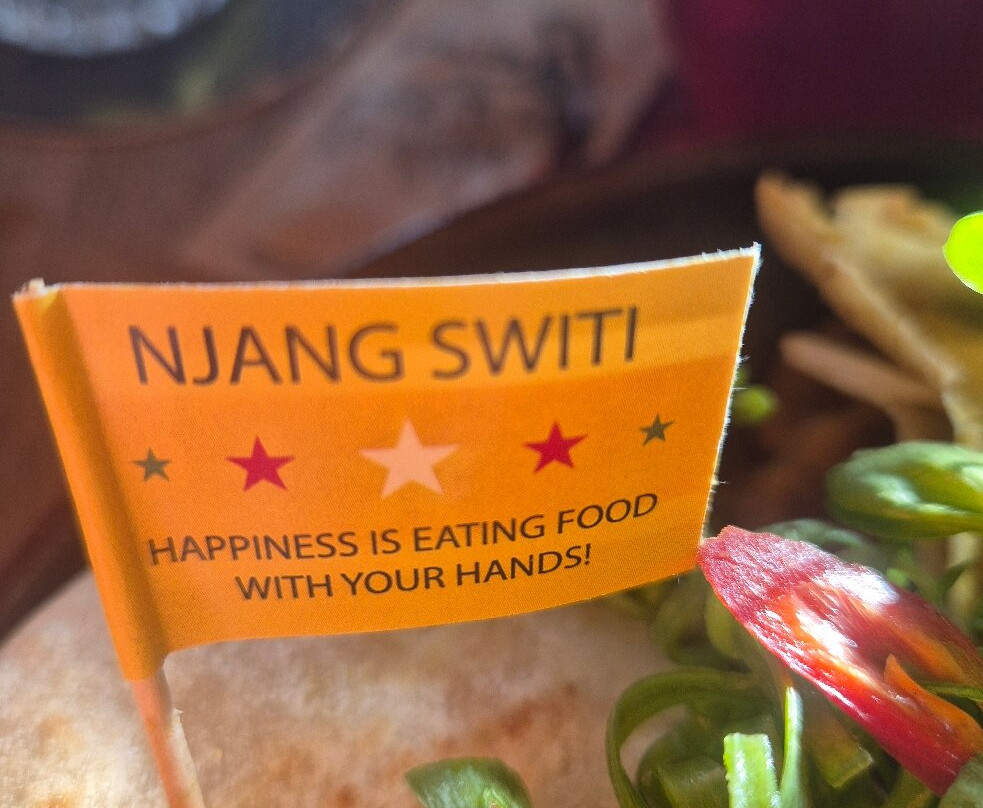 NJANG SWITI
HAPPINESS IS EATING FOOD
WITH YOUR HANDS!